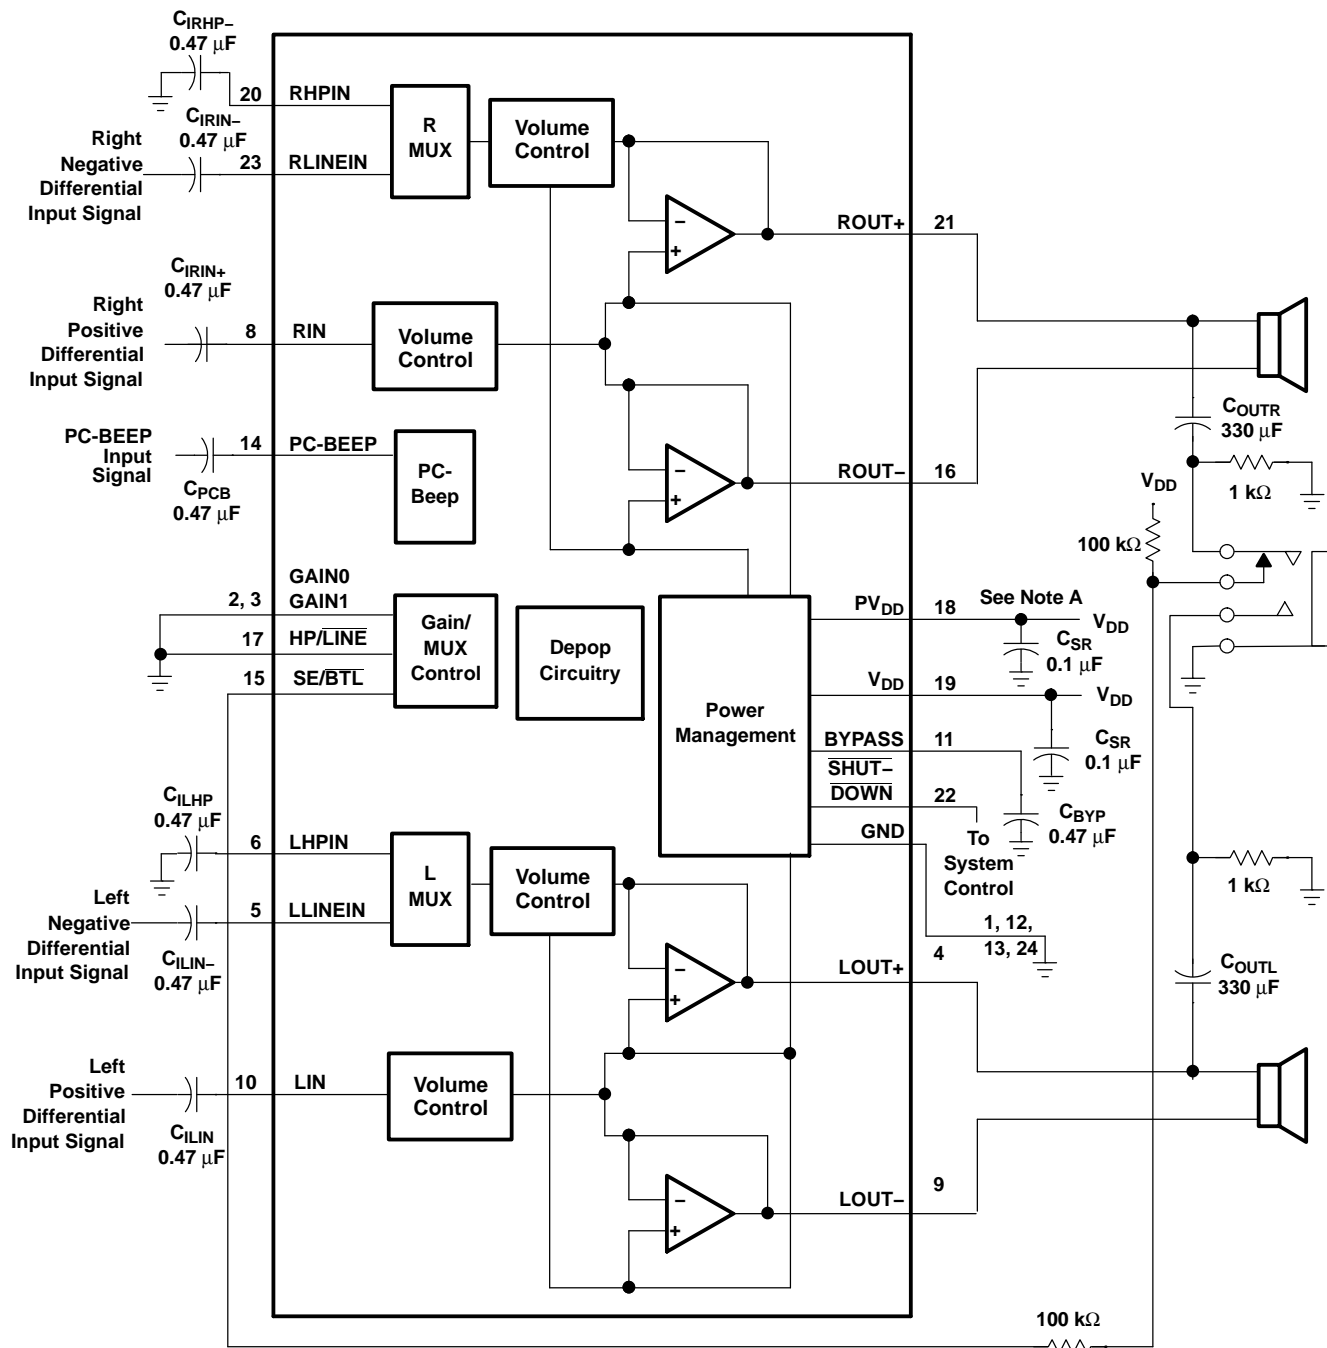 CIRHP−
0.47 μF
20
RHPIN
CIRIN−
0.47 μF
Right
Negative
Differential
Input Signal
23
RLINEIN
R
MUX
Volume
Control
−
+
ROUT+
21
CIRIN+
0.47 μF
Right
Positive
Differential
Input Signal
8
RIN
Volume
Control
PC-BEEP
Input
Signal
14
PC-BEEP
CPCB
0.47 μF
PC-
Beep
−
+
ROUT−
16
COUTR
330 μF
1 kΩ
VDD
100 kΩ
GAIN0
2, 3
GAIN1
17
HP/LINE
15
SE/BTL
Gain/
MUX
Control
Depop
Circuitry
Power
Management
PVDD
18
See Note A
VDD
CSR
0.1 μF
VDD
19
VDD
CSR
0.1 μF
BYPASS
11
SHUT−
DOWN
22
CBYP
0.47 μF
GND
To
System
Control
1, 12,
13, 24
CILHP
0.47 μF
6
LHPIN
Left
Negative
Differential
Input Signal
5
LLINEIN
CILIN−
0.47 μF
L
MUX
Volume
Control
−
+
LOUT+
4
1 kΩ
COUTL
330 μF
Left
Positive
Differential
Input Signal
10
LIN
CILIN
0.47 μF
Volume
Control
−
+
LOUT−
9
100 kΩ